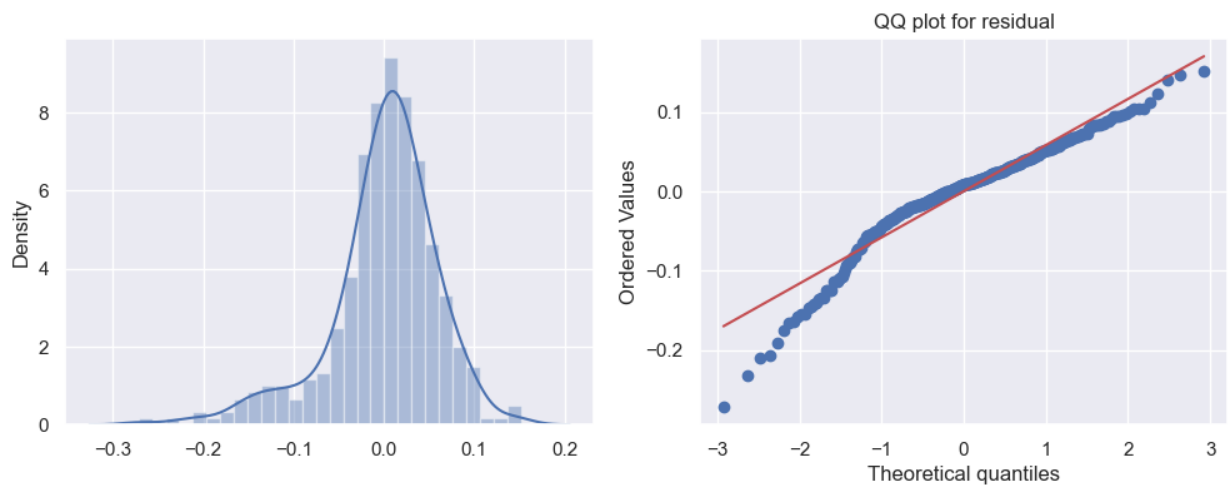 Density
8
6
4
2
0
−0.3 −0.2 −0.1 0.0 0.1 0.2
QQ plot for residual
Ordered Values
0.1
0.0
−0.1
−0.2
−3 −2 −1 0 1 2 3
Theoretical quantiles